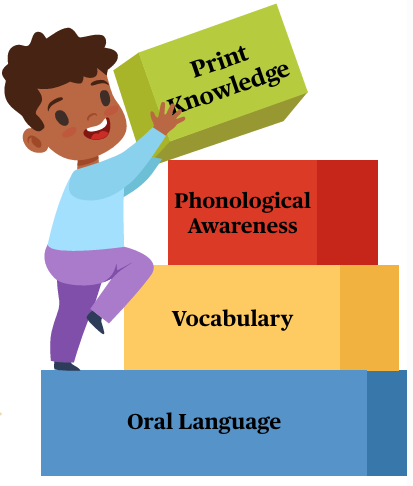 Print
Knowledge
Phonological
Awareness
Vocabulary
Oral Language